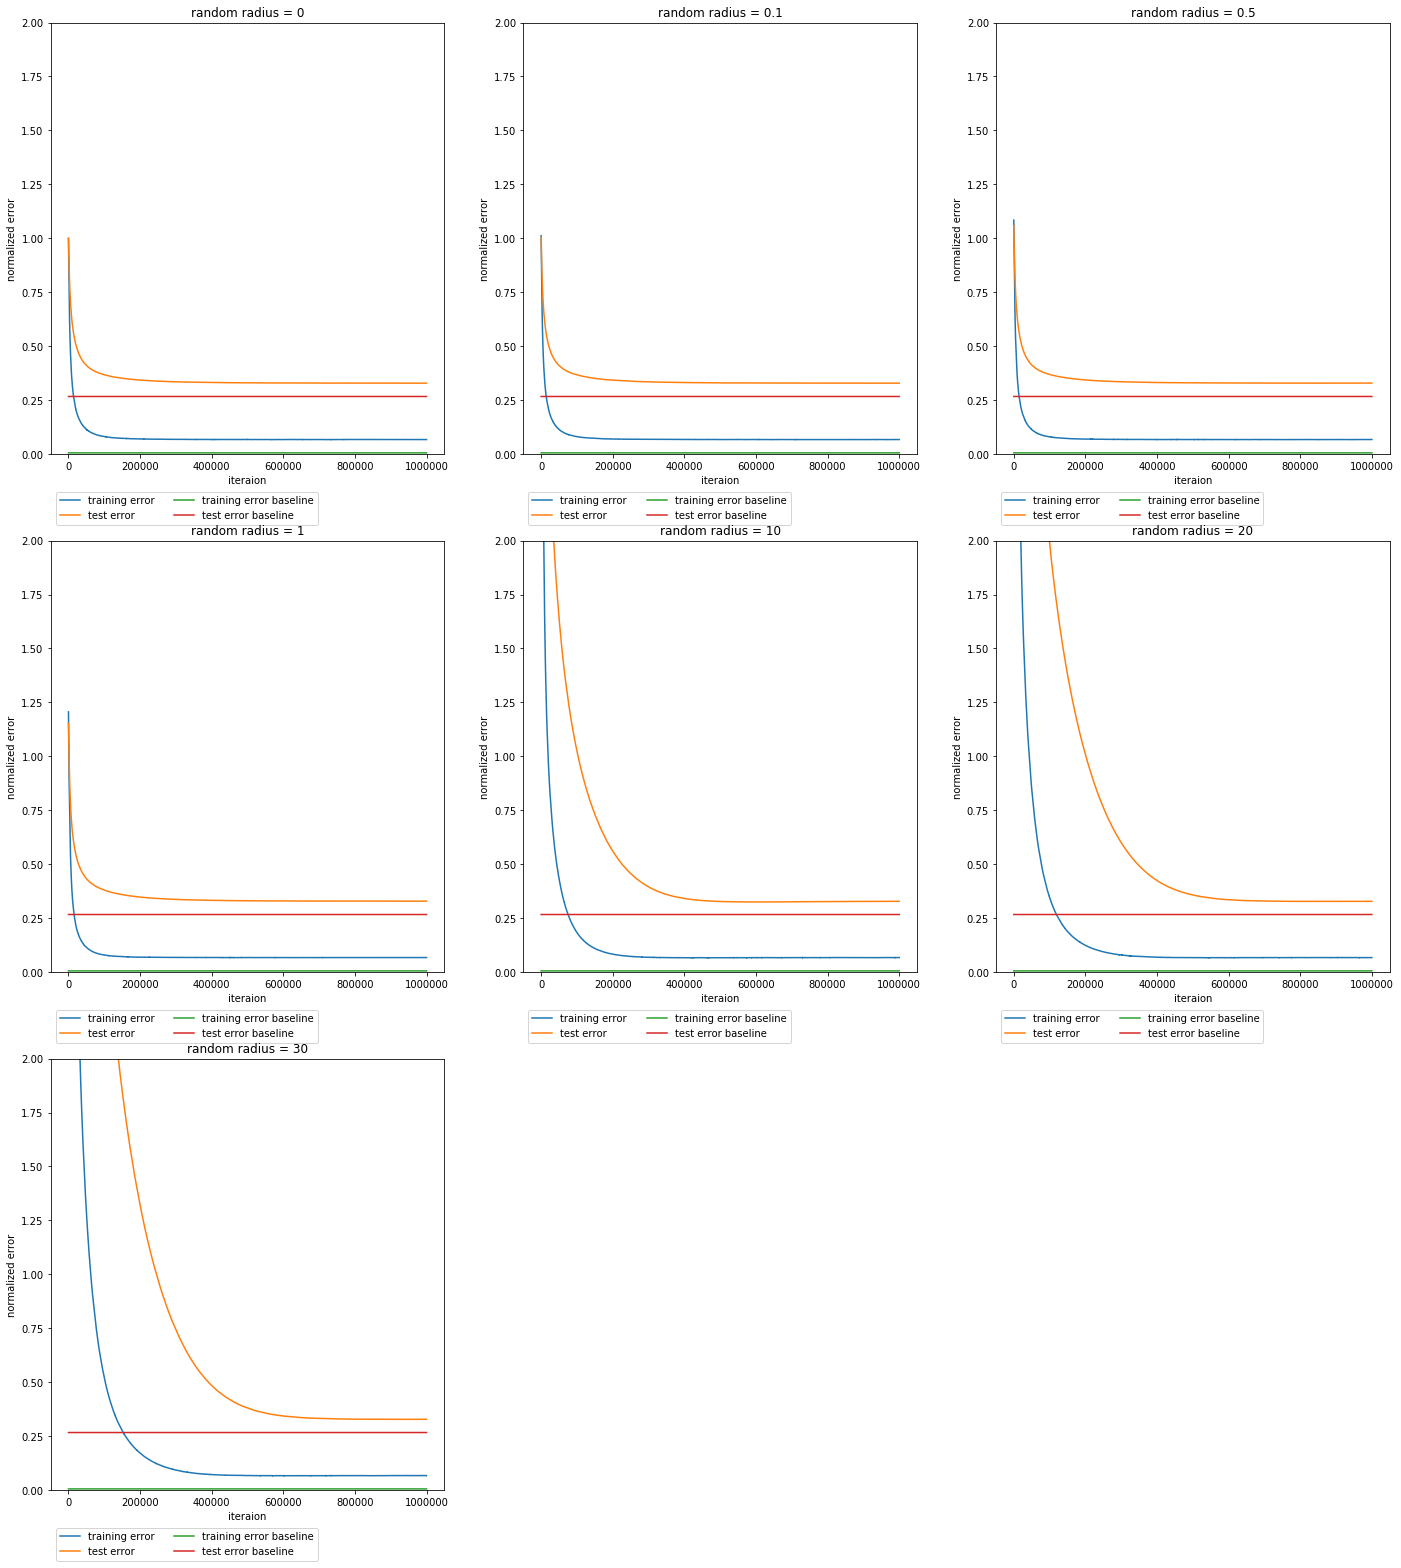 random radius = 0
2.00
1.75
1.50
1.25
1.00
0.75
0.50
0.25
0.00
normalized error
0 200000 400000 600000 800000 1000000
iteraion
training error training error baseline
test error test error baseline
random radius = 0.1
2.00
1.75
1.50
1.25
1.00
0.75
0.50
0.25
0.00
normalized error
0 200000 400000 600000 800000 1000000
iteraion
training error training error baseline
test error test error baseline
random radius = 0.5
2.00
1.75
1.50
1.25
1.00
0.75
0.50
0.25
0.00
normalized error
0 200000 400000 600000 800000 1000000
iteraion
training error training error baseline
test error test error baseline
random radius = 1
2.00
1.75
1.50
1.25
1.00
0.75
0.50
0.25
0.00
normalized error
0 200000 400000 600000 800000 1000000
iteraion
training error training error baseline
test error test error baseline
random radius = 10
2.00
1.75
1.50
1.25
1.00
0.75
0.50
0.25
0.00
normalized error
0 200000 400000 600000 800000 1000000
iteraion
training error training error baseline
test error test error baseline
random radius = 20
2.00
1.75
1.50
1.25
1.00
0.75
0.50
0.25
0.00
normalized error
0 200000 400000 600000 800000 1000000
iteraion
training error training error baseline
test error test error baseline
random radius = 30
2.00
1.75
1.50
1.25
1.00
0.75
0.50
0.25
0.00
normalized error
0 200000 400000 600000 800000 1000000
iteraion
training error training error baseline
test error test error baseline